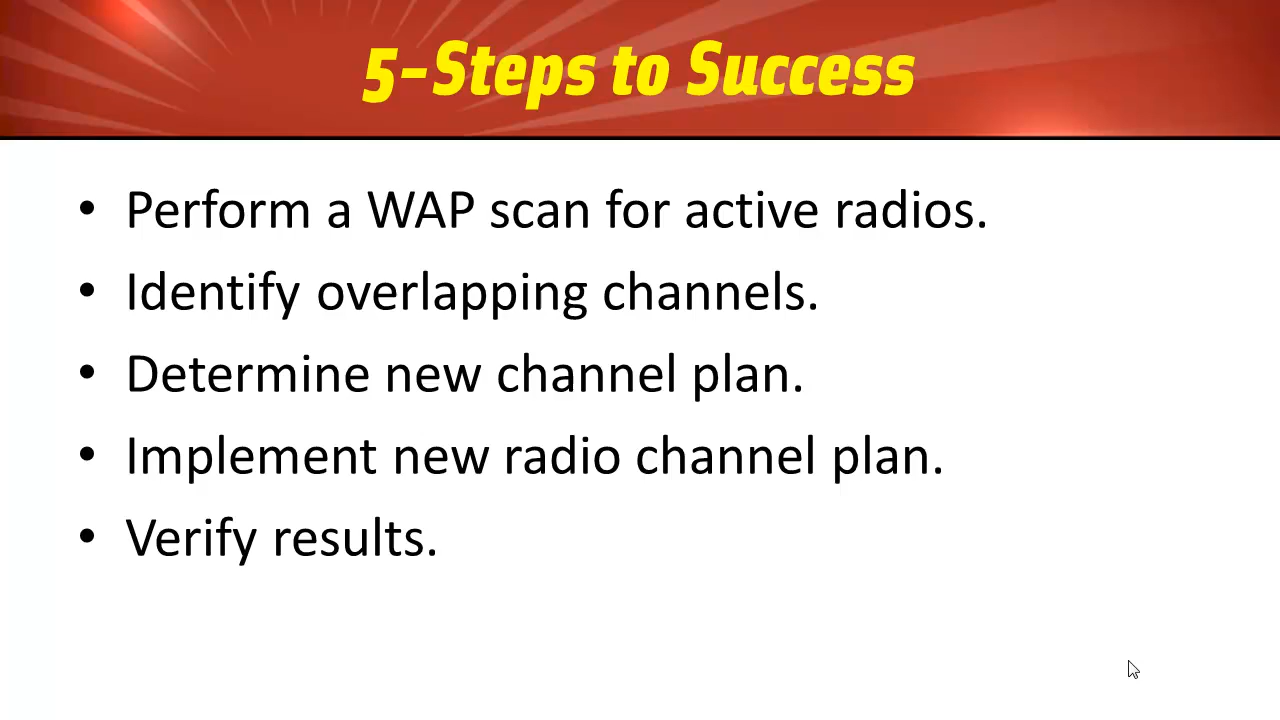 5-Steps to Success
• Perform a WAP scan for active radios.
• Identify overlapping channels.
• Determine new channel plan.
• Implement new radio channel plan.
• Verify results.